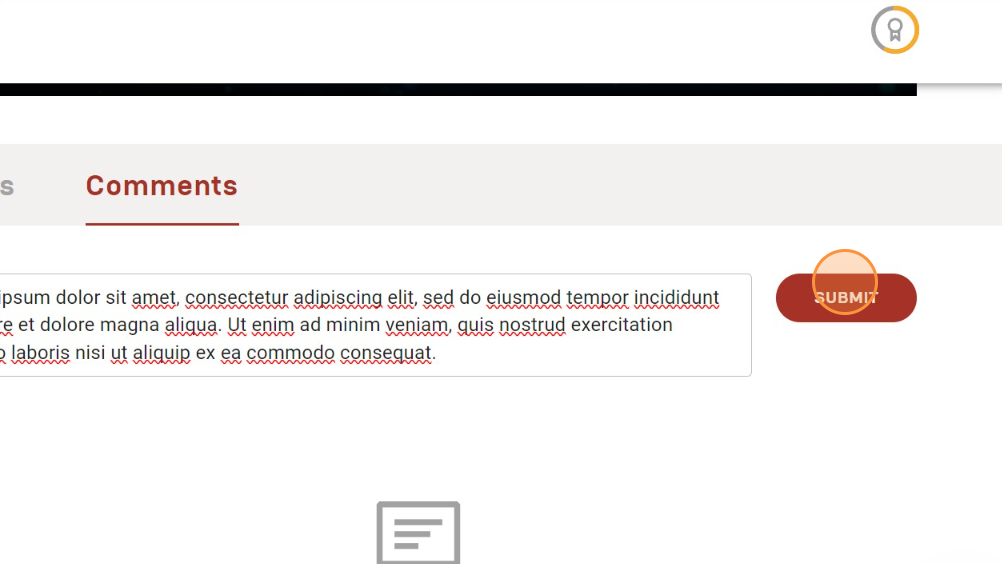 s Comments
ipsum dolor sit amet, consectetur adipiscing elit, sed do eiusmod tempor incididunt
re et dolore magna aliqua. Ut enim ad minim veniam, quis nostrud exercitation
o laboris nisi ut aliquip ex ea commodo consequat.
SUBMIT